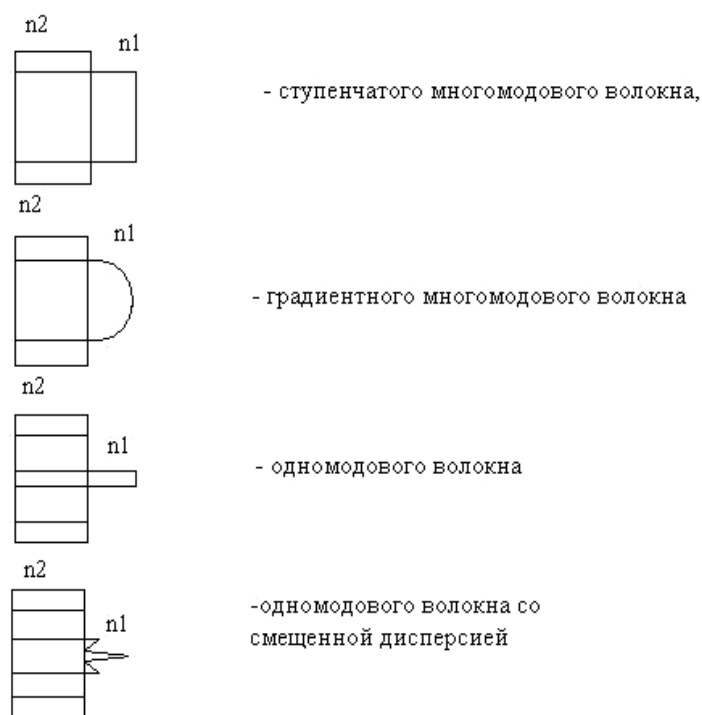 n2
n1
- ступенчатого многомодового волокна,
n2
n1
- градиентного многомодового волокна
n2
n1
- одномодового волокна
n2
n1
-одномодового волокна со
смещенной дисперсией